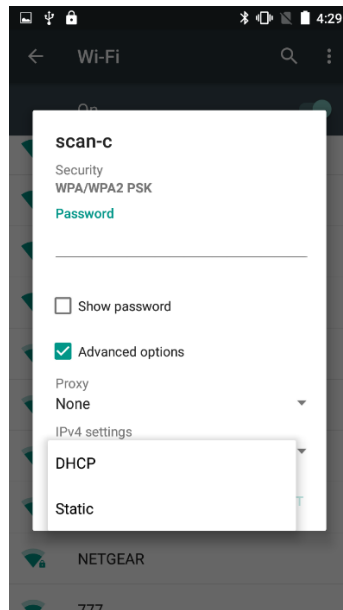 4:29
Wi-Fi
On
scan-c
Security
WPA/WPA2 PSK
Password
Show password
Advanced options
Proxy
None
IPv4 settings
DHCP
Static
T
NETGEAR
777